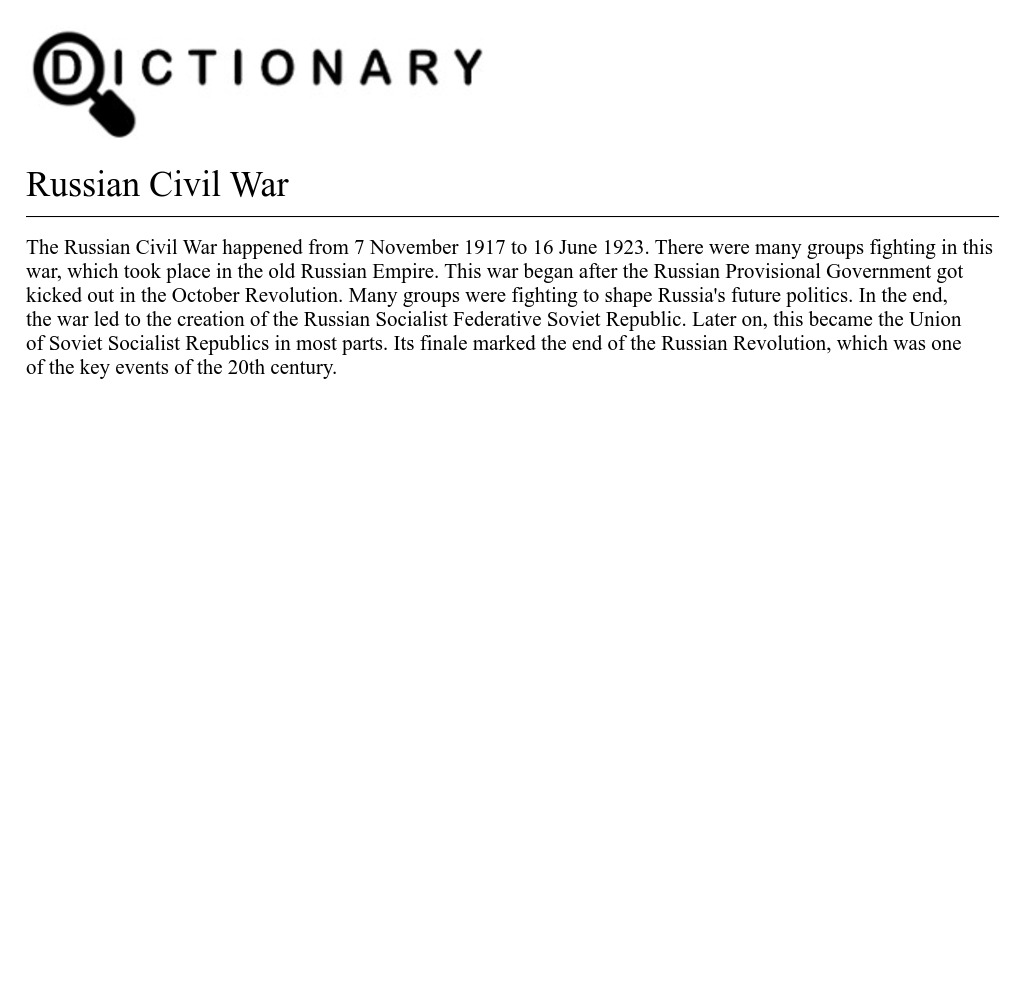 DICTIONARY
Russian Civil War
The Russian Civil War happened from 7 November 1917 to 16 June 1923. There were many groups fighting in this
war, which took place in the old Russian Empire. This war began after the Russian Provisional Government got
kicked out in the October Revolution. Many groups were fighting to shape Russia's future politics. In the end,
the war led to the creation of the Russian Socialist Federative Soviet Republic. Later on, this became the Union
of Soviet Socialist Republics in most parts. Its finale marked the end of the Russian Revolution, which was one
of the key events of the 20th century.